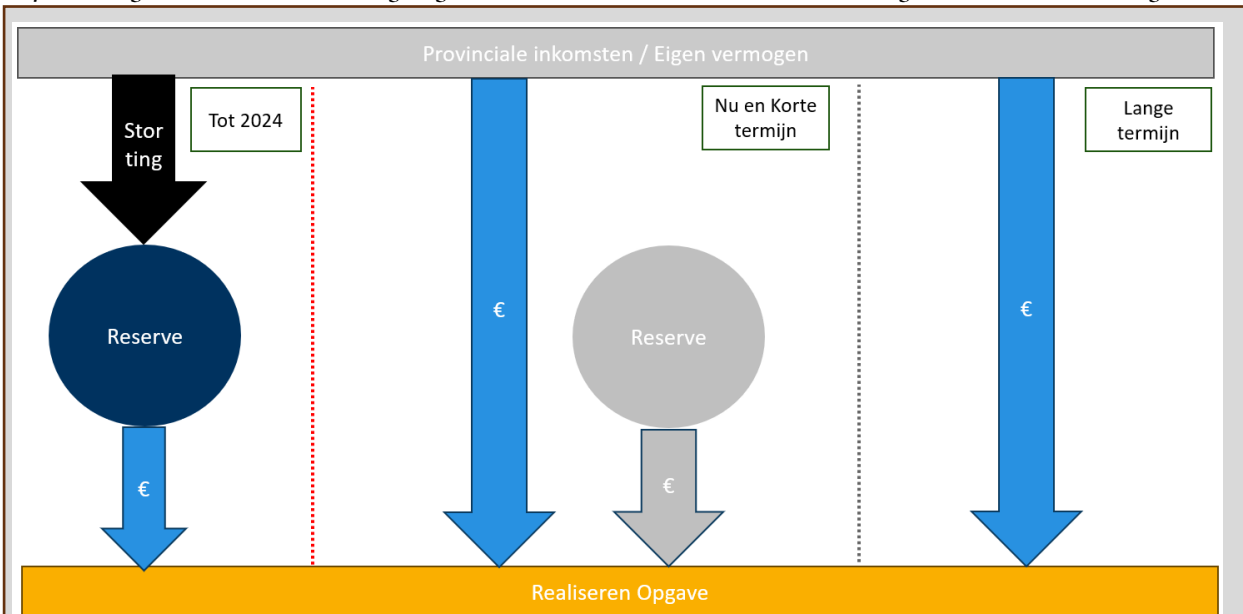 Provinciale inkomsten / Eigen vermogen
Stor
ting
Tot 2024
Nu en Korte
termijn
Lange
termijn
€
€
Reserve
Reserve
€
€
Realiseren Opgave